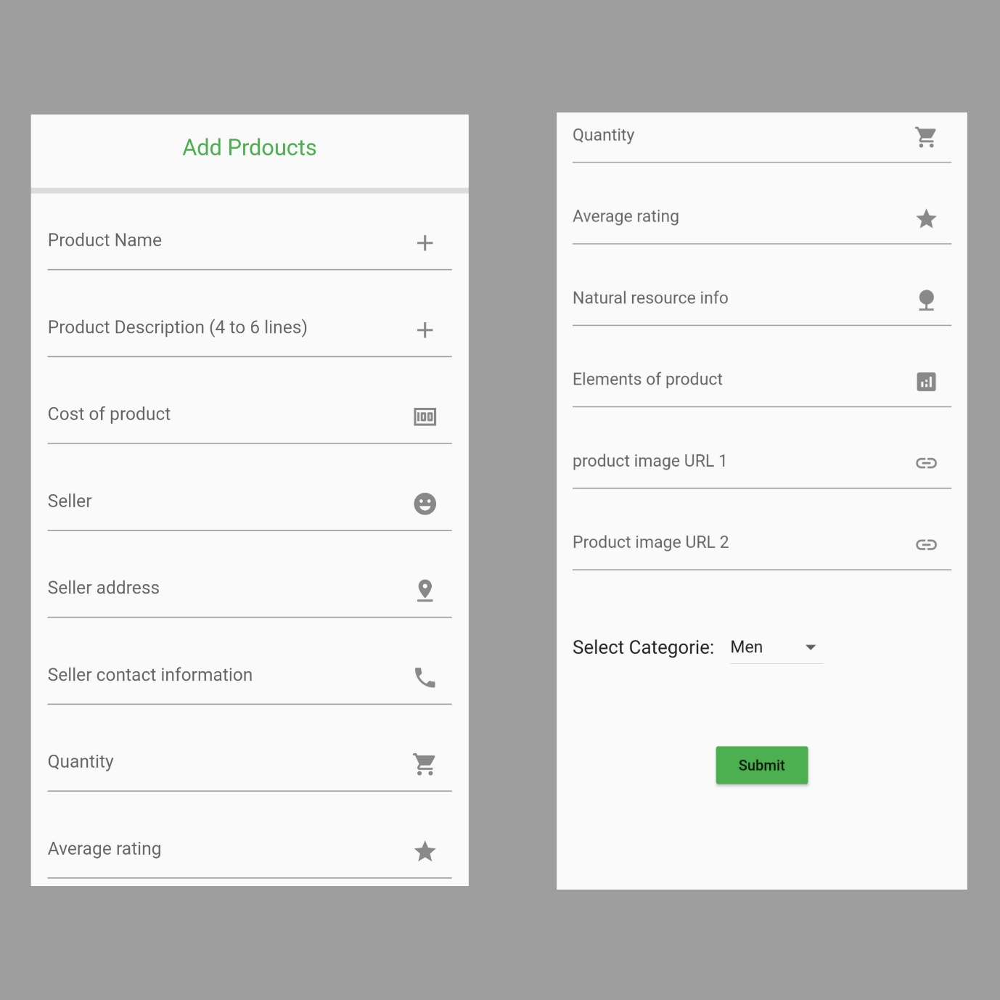 Add Prdoucts
Product Name
Product Description (4 to 6 lines)
Cost of product
100
Seller
Seller address
Seller contact information
Quantity
Average rating
Quantity
Average rating
Natural resource info
Elements of product
product image URL 1
Product image URL 2
Select Categorie: Men
Submit